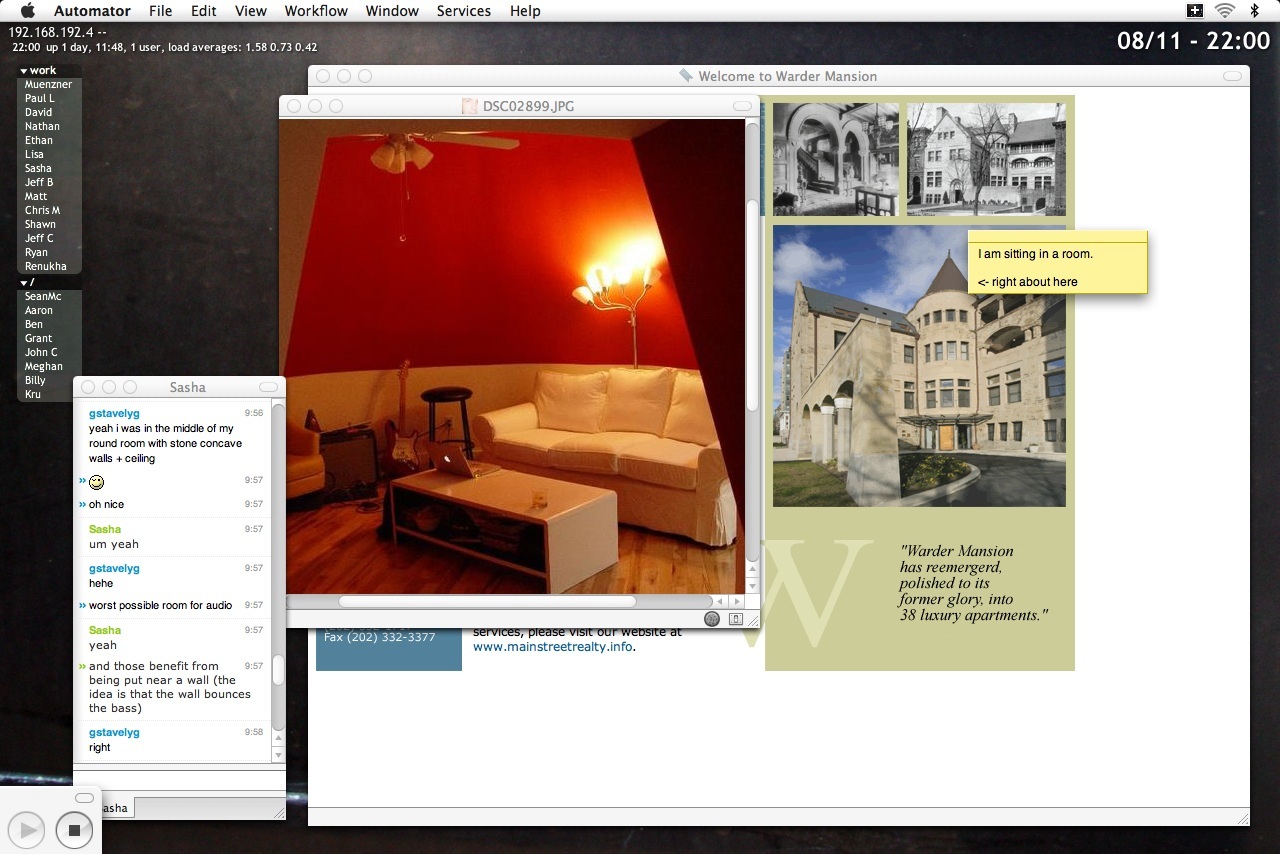 Automator File Edit View Workflow Window Services Help
192.168.192.4 --
22:00 up 1 day, 11:48, 1 user, load averages: 1.58 0.73 0.42
08/11 - 22:00
work
Muenzner
Paul L
David
Nathan
Ethan
Lisa
Sasha
Jeff B
Matt
Chris M
Shawn
Jeff C
Ryan
Renukha
/
SeanMc
Aaron
Ben
Grant
John C
Meghan
Billy
Kru
Sasha
gstavelyg 9:56
yeah i was in the middle of my
round room with stone concave
walls + ceiling
» 9:57
» oh nice 9:57
Sasha 9:57
um yeah
gstavelyg 9:57
hehe
» worst possible room for audio 9:57
Sasha 9:57
yeah
» and those benefit from 9:57
being put near a wall (the
idea is that the wall bounces
the bass)
gstavelyg 9:58
right
asha
Welcome to Warder Mansion
DSC02899.JPG
I am sitting in a room.
<- right about here
W
"Warder Mansion
has reemergerd,
polished to its
former glory, into
38 luxury apartments."
Fax (202) 332-3377
services, please visit our website at
www.mainstreetrealty.info.